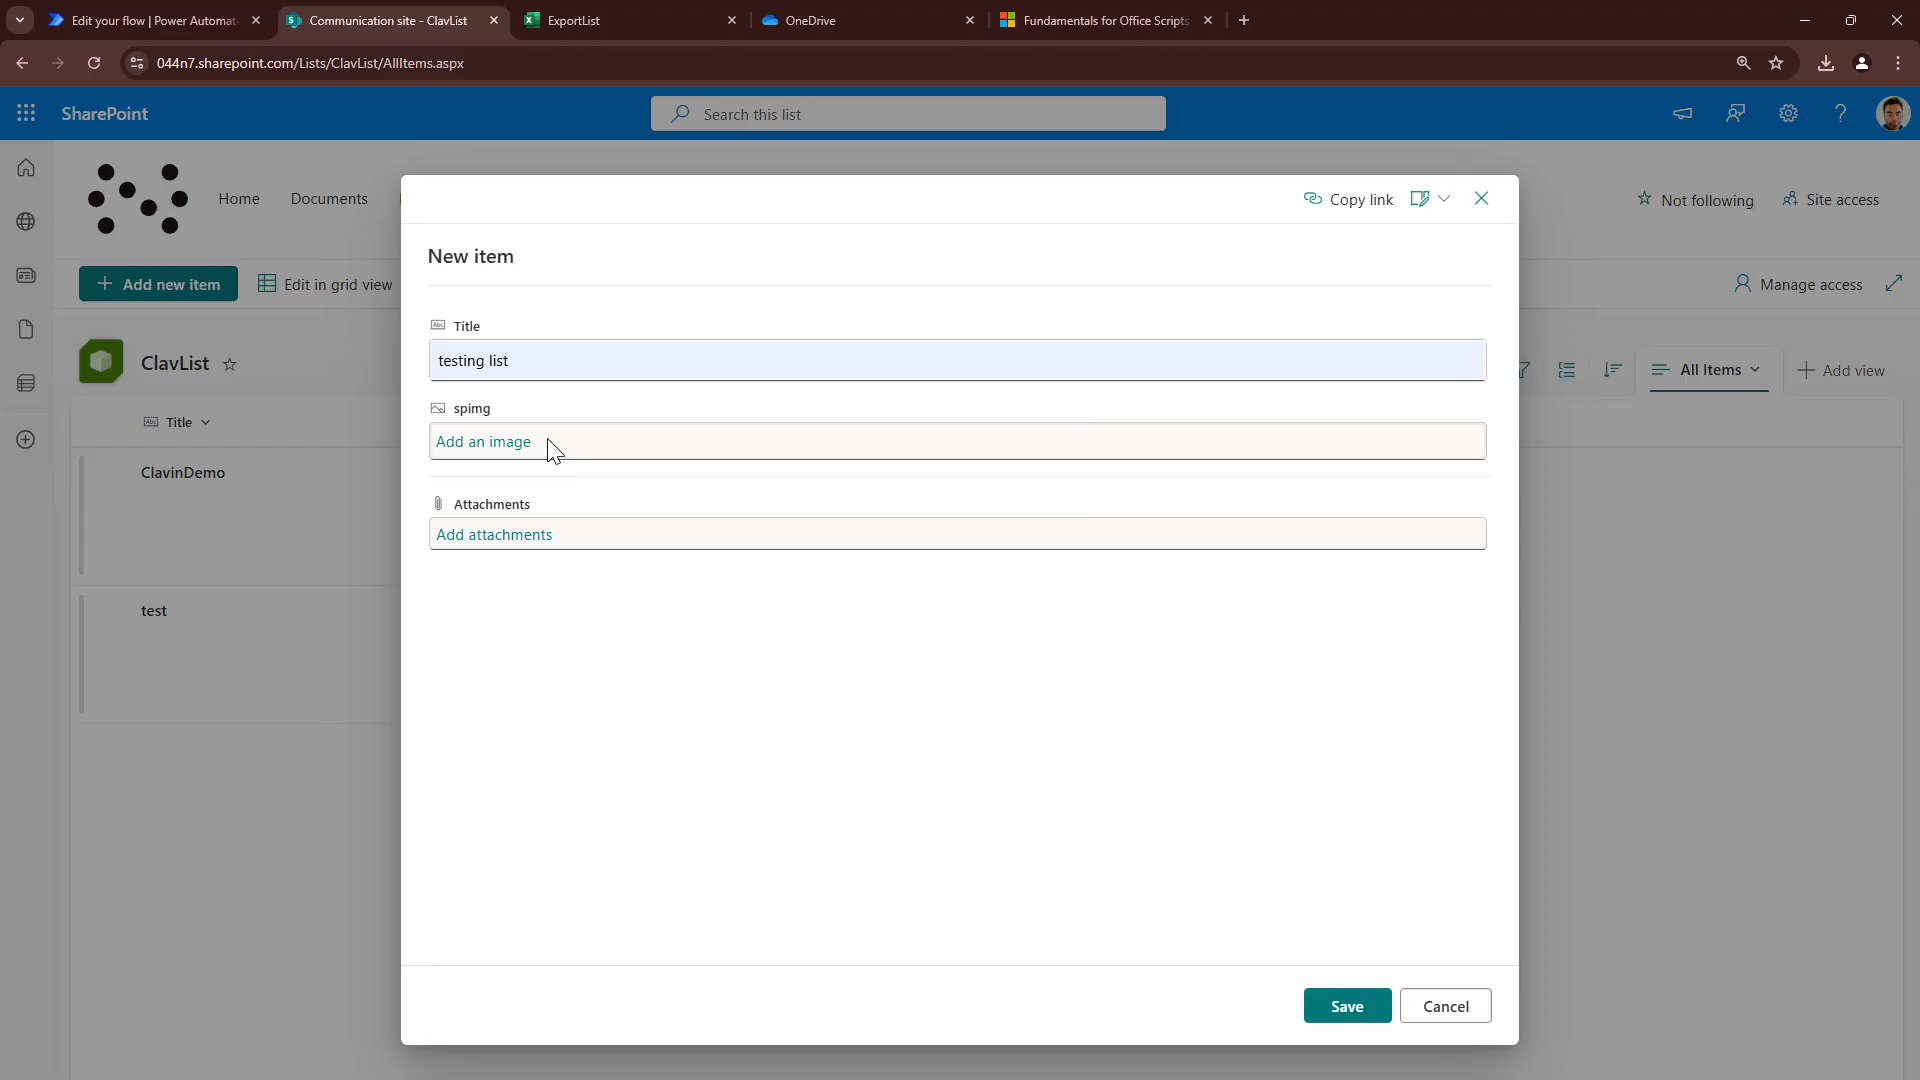 Edit your flow | Power Automat
Communication site - ClavList
ExportList
OneDrive
Fundamentals for Office Scripts
044n7.sharepoint.com/Lists/ClavList/AllItems.aspx
SharePoint
Search this list
Home
Documents
Not following
Site access
Copy link
New item
Add new item
Edit in grid view
Manage access
Abc
Title
testing list
ClavList
All Items
Add view
spimg
Add an image
Abc
Title
ClavinDemo
Attachments
Add attachments
test
Save
Cancel